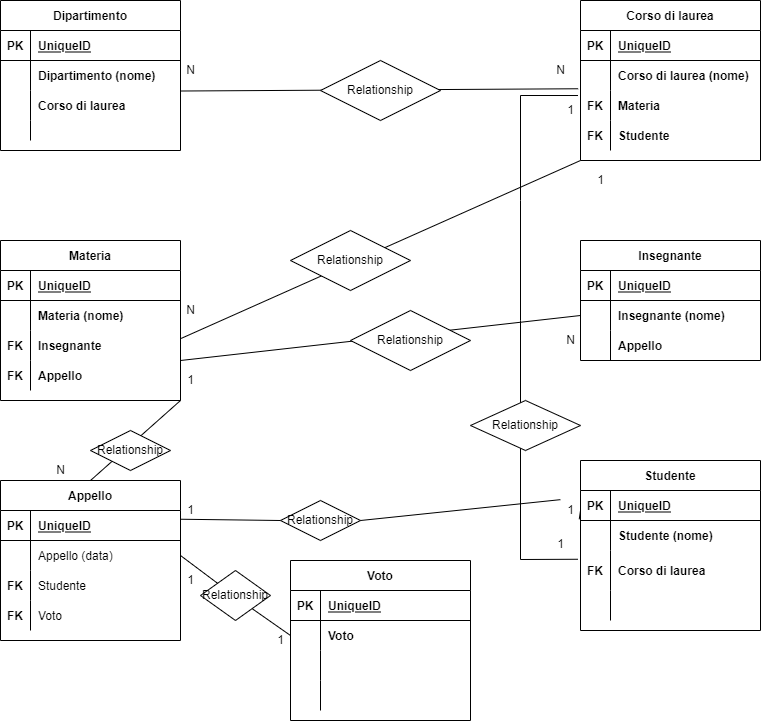 Dipartimento
PK UniqueID
Dipartimento (nome)
Corso di laurea
N
Relationship
N
1
Corso di laurea
PK UniqueID
Corso di laurea (nome)
FK Materia
FK Studente
1
Relationship
Materia
PK UniqueID
Materia (nome)
FK Insegnante
FK Appello
N
1
Relationship
N
Insegnante
PK UniqueID
Insegnante (nome)
Appello
Relationship
Relationship
N
Appello
PK UniqueID
Appello (data)
FK Studente
FK Voto
1
Relationship
1
1
Studente
PK UniqueID
Studente (nome)
FK Corso di laurea
1
Relationship
1
Voto
PK UniqueID
Voto